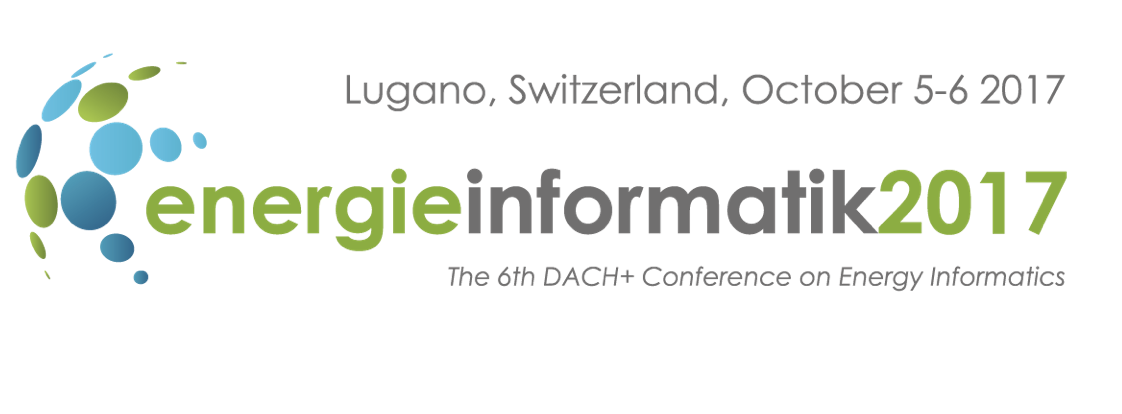 Lugano, Switzerland, October 5-6 2017
energieinformatik2017
The 6th DACH+ Conference on Energy Informatics